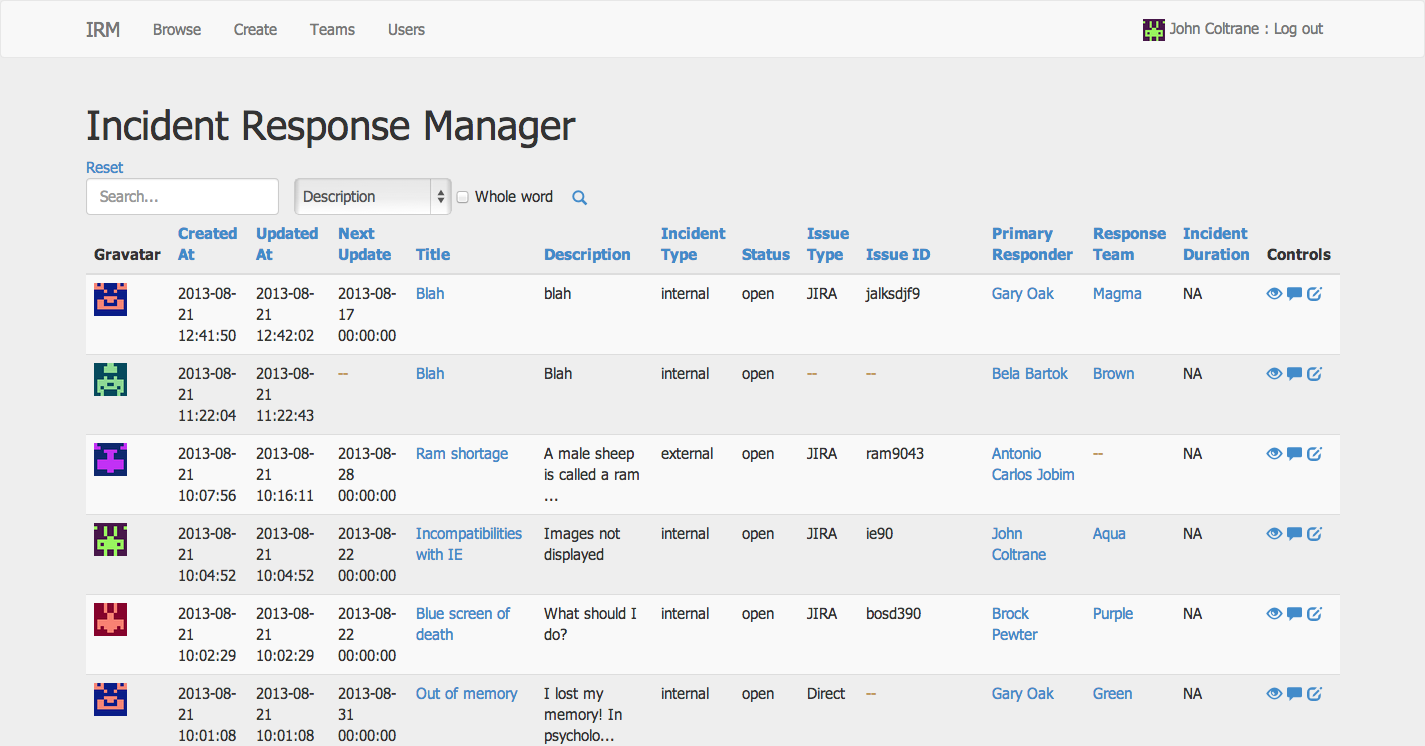 IRM Browse Create Teams Users John Coltrane : Log out
Incident Response Manager
Reset
Search... Description Whole word
Gravatar Created At Updated At Next Update Title Description Incident Type Status Issue Type Issue ID Primary Responder Response Team Incident Duration Controls
2013-08-21 12:41:50 2013-08-21 12:42:02 2013-08-17 00:00:00 Blah blah internal open JIRA jalksdjf9 Gary Oak Magma NA
2013-08-21 11:22:04 2013-08-21 11:22:43 -- Blah Blah internal open -- -- Bela Bartok Brown NA
2013-08-21 10:07:56 2013-08-21 10:16:11 2013-08-28 00:00:00 Ram shortage A male sheep is called a ram ... external open JIRA ram9043 Antonio Carlos Jobim -- NA
2013-08-21 10:04:52 2013-08-21 10:04:52 2013-08-22 00:00:00 Incompatibilities with IE Images not displayed internal open JIRA ie90 John Coltrane Aqua NA
2013-08-21 10:02:29 2013-08-21 10:02:29 2013-08-22 00:00:00 Blue screen of death What should I do? internal open JIRA bosd390 Brock Pewter Purple NA
2013-08-21 10:01:08 2013-08-21 10:01:08 2013-08-31 00:00:00 Out of memory I lost my memory! In psycholo... internal open Direct -- Gary Oak Green NA